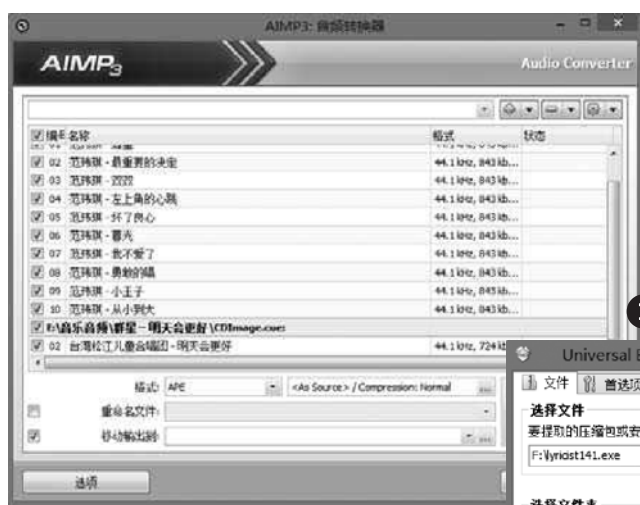 AIMP3: 音频转换器
AIMP3
Audio Converter
编号 名称 格式 状态
02 范玮琪 - 最重要的决定 44.1 kHz, 843 kb...
03 范玮琪 - 双双 44.1 kHz, 843 kb...
04 范玮琪 - 左上角的心跳 44.1 kHz, 843 kb...
05 范玮琪 - 坏了良心 44.1 kHz, 843 kb...
06 范玮琪 - 暮光 44.1 kHz, 843 kb...
07 范玮琪 - 我不爱了 44.1 kHz, 843 kb...
08 范玮琪 - 勇敢的唱 44.1 kHz, 843 kb...
09 范玮琪 - 小王子 44.1 kHz, 845 kb...
10 范玮琪 - 从小到大 44.1 kHz, 843 kb...
E:\音乐音频\群星 - 明天会更好\CDImage.cue:
02 台湾松江儿童合唱团 - 明天会更好 44.1 kHz, 724 kb
格式: APE <As Source> / Compression: Normal
重命名文件:
移动输出到:
选项
Universal E
文件 首选项
选择文件
要提取的压缩包或安
F:\lyricist141.exe
选择文件夹